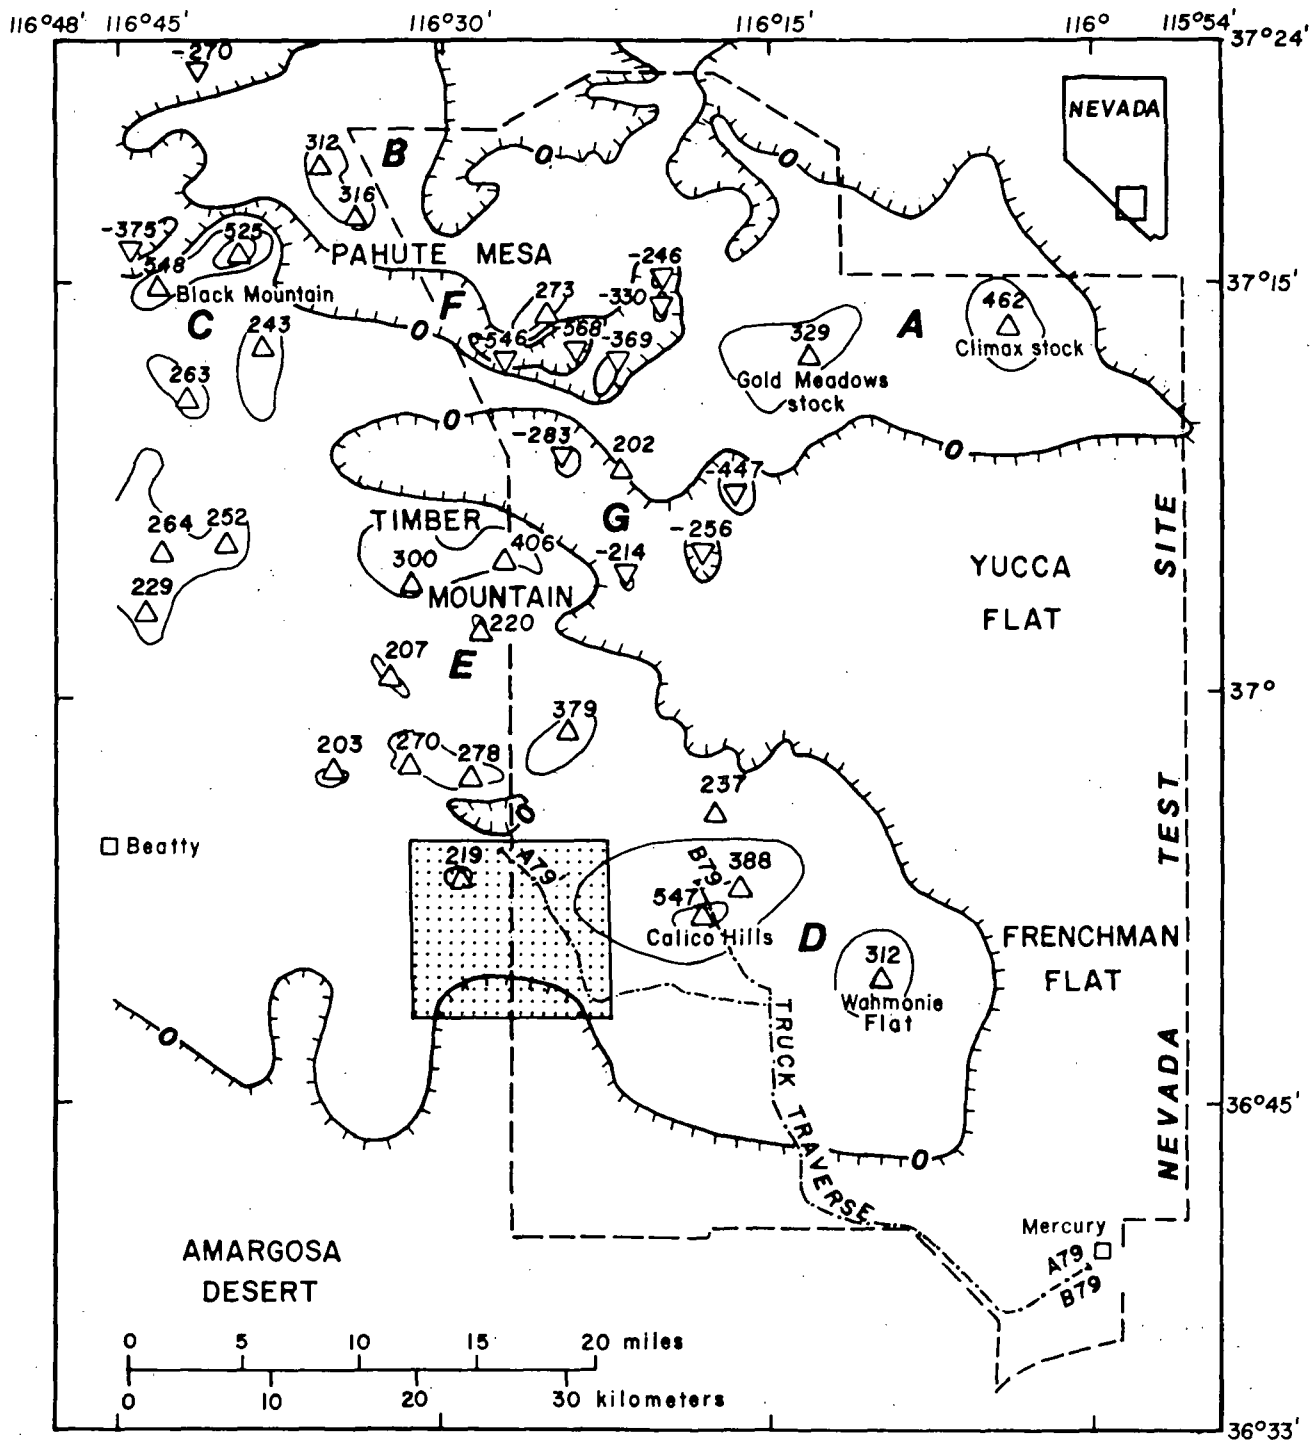 116°48' 116°45' 116°30' 116°15' 116° 115°54'
37°24'
-270
NEVADA
312
B
0
0
316
-375
525
PAHUTE MESA
-246
548
Black Mountain
37°15'
C
F
273
-330
462
A
243
0
-546
-568
-369
329
Climax stock
263
Gold Meadows
stock
0
-283
202
-447
0
264 252
TIMBER
G
-256
SITE
300
406
-214
YUCCA
FLAT
229
MOUNTAIN
220
207
E
37°
379
203
270
278
237
0
TEST
Beatty
219
A79'
B79'
388
547
Calico Hills
D
FRENCHMAN
FLAT
312
Wahmonie
Flat
0
TRUCK TRAVERSE
NEVADA
36°45'
0
Mercury
A79
B79
AMARGOSA
DESERT
0 5 10 15 20 miles
0 10 20 30 kilometers
36°33'